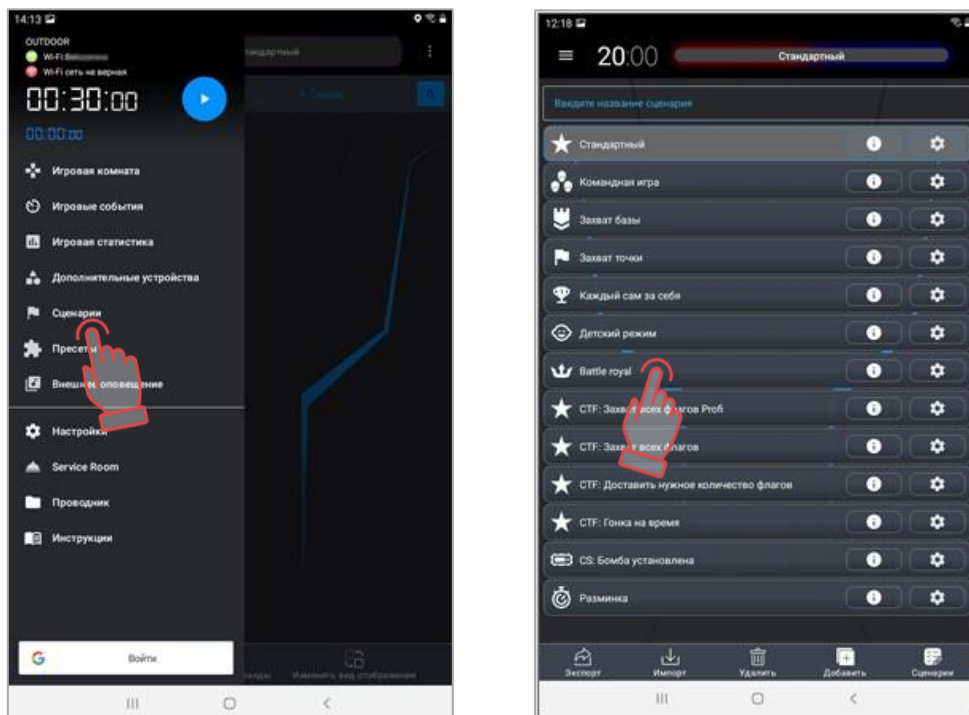 14:13
OUTDOOR
Wi-Fi:
Wi-Fi сеть не верная
00:30:00
00:00:00
Игровая комната
Игровые события
Игровая статистика
Дополнительные устройства
Сценарии
Пресеты
Внешнее оповещение
Настройки
Service Room
Проводник
Инструкции
Войти
Изменить вид отображения
12:18
20:00
Стандартный
Введите название сценария
Стандартный
Командная игра
Захват базы
Захват точки
Каждый сам за себя
Детский режим
Battle royal
CTF: Захват всех флагов Profi
CTF: Захват всех флагов
CTF: Доставить нужное количество флагов
CTF: Гонка на время
CS: Бомба установлена
Разминка
Экспорт
Импорт
Удалить
Добавить
Сценарии